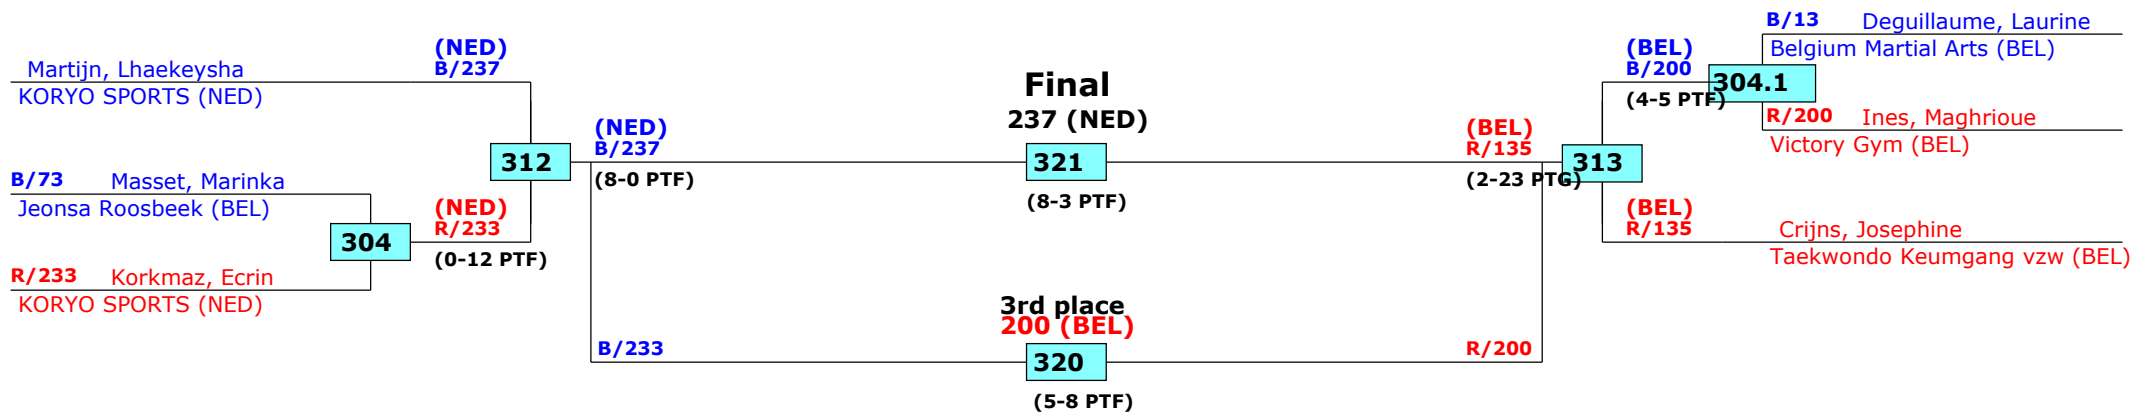 (NED)
B/237
Martijn, Lhaekeysha
KORYO SPORTS (NED)
B/73 Masset, Marinka
Jeonsa Roosbeek (BEL)
304
(NED)
R/233
(0-12 PTF)
R/233 Korkmaz, Ecrin
KORYO SPORTS (NED)
312
(NED)
B/237
(8-0 PTF)
Final
237 (NED)
321
(8-3 PTF)
3rd place
200 (BEL)
B/233
320
R/200
(5-8 PTF)
(BEL)
R/135
(2-23 PTG)
313
(BEL)
B/200
(4-5 PTF)
304.1
B/13 Deguillaume, Laurine
Belgium Martial Arts (BEL)
R/200 Ines, Maghrioue
Victory Gym (BEL)
(BEL)
R/135
Crijns, Josephine
Taekwondo Keumgang vzw (BEL)